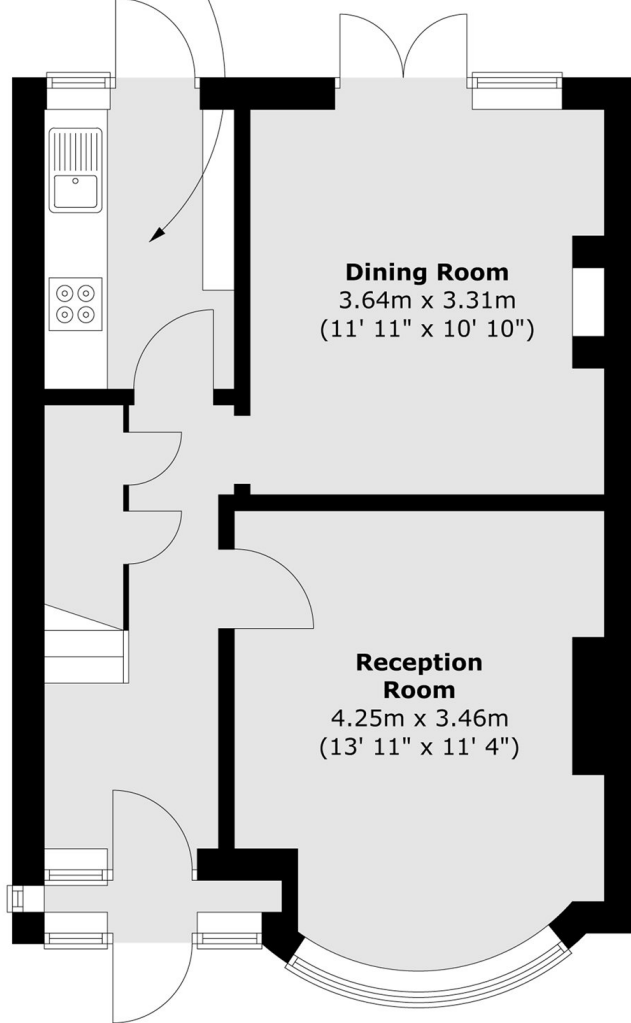 Dining Room
3.64m x 3.31m
(11' 11" x 10' 10")
Reception
Room
4.25m x 3.46m
(13' 11" x 11' 4")